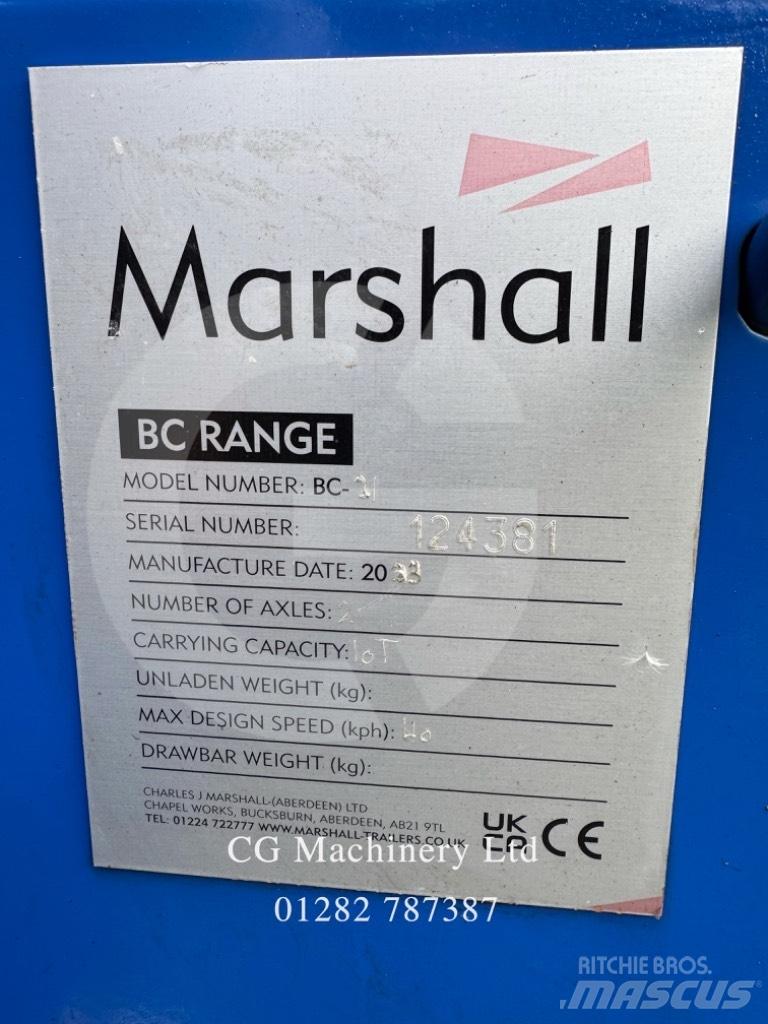 Marshall
BC RANGE
MODEL NUMBER: BC-21
SERIAL NUMBER: 124381
MANUFACTURE DATE: 2023
NUMBER OF AXLES: 2
CARRYING CAPACITY: 10T
UNLADEN WEIGHT (kg):
MAX DESIGN SPEED (kph): 40
DRAWBAR WEIGHT (kg):
CHARLES J MARSHALL (ABERDEEN) LTD
CHAPEL WORKS, BUCKSBURN, ABERDEEN, AB21 9TL
TEL: 01224 722777 WWW.MARSHALL-TRAILERS.CO.UK
UK
CA CE
CG Machinery Ltd
01282 787387
RITCHIE BROS.
MASCUS